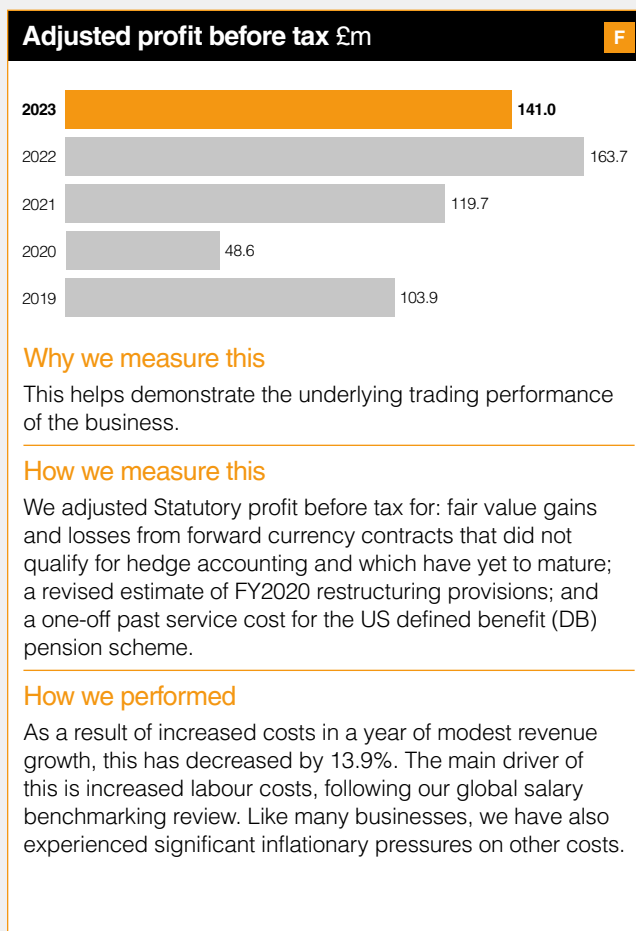 Adjusted profit before tax £m F
2023 141.0
2022 163.7
2021 119.7
2020 48.6
2019 103.9
Why we measure this
This helps demonstrate the underlying trading performance
of the business.
How we measure this
We adjusted Statutory profit before tax for: fair value gains
and losses from forward currency contracts that did not
qualify for hedge accounting and which have yet to mature;
a revised estimate of FY2020 restructuring provisions; and
a one-off past service cost for the US defined benefit (DB)
pension scheme.
How we performed
As a result of increased costs in a year of modest revenue
growth, this has decreased by 13.9%. The main driver of
this is increased labour costs, following our global salary
benchmarking review. Like many businesses, we have also
experienced significant inflationary pressures on other costs.